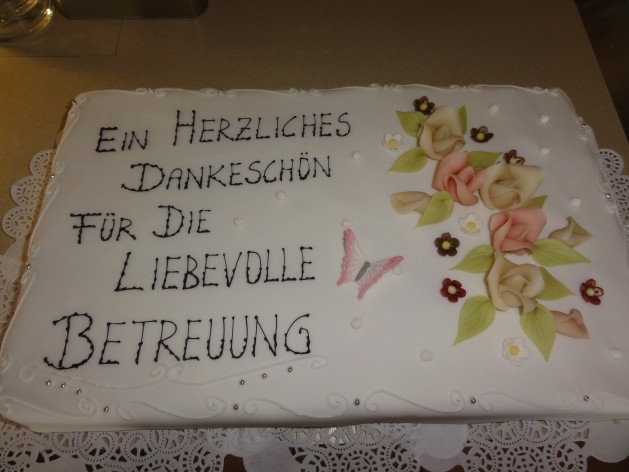 EIN HERZLICHES
DANKESCHÖN
FÜR DIE
LIEBEVOLLE
BETREUUNG